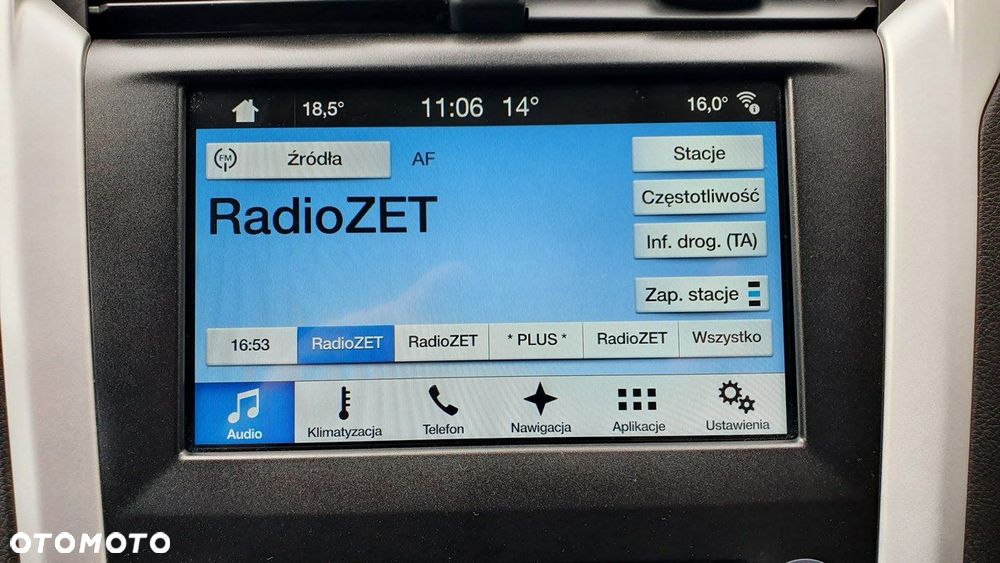 18,5° 11:06 14° 16,0°
FM Źródła AF Stacje
Częstotliwość
RadioZET
Inf. drog. (TA)
Zap. stacje
16:53 RadioZET RadioZET * PLUS * RadioZET Wszystko
Audio Klimatyzacja Telefon Nawigacja Aplikacje Ustawienia
OTOMOTO